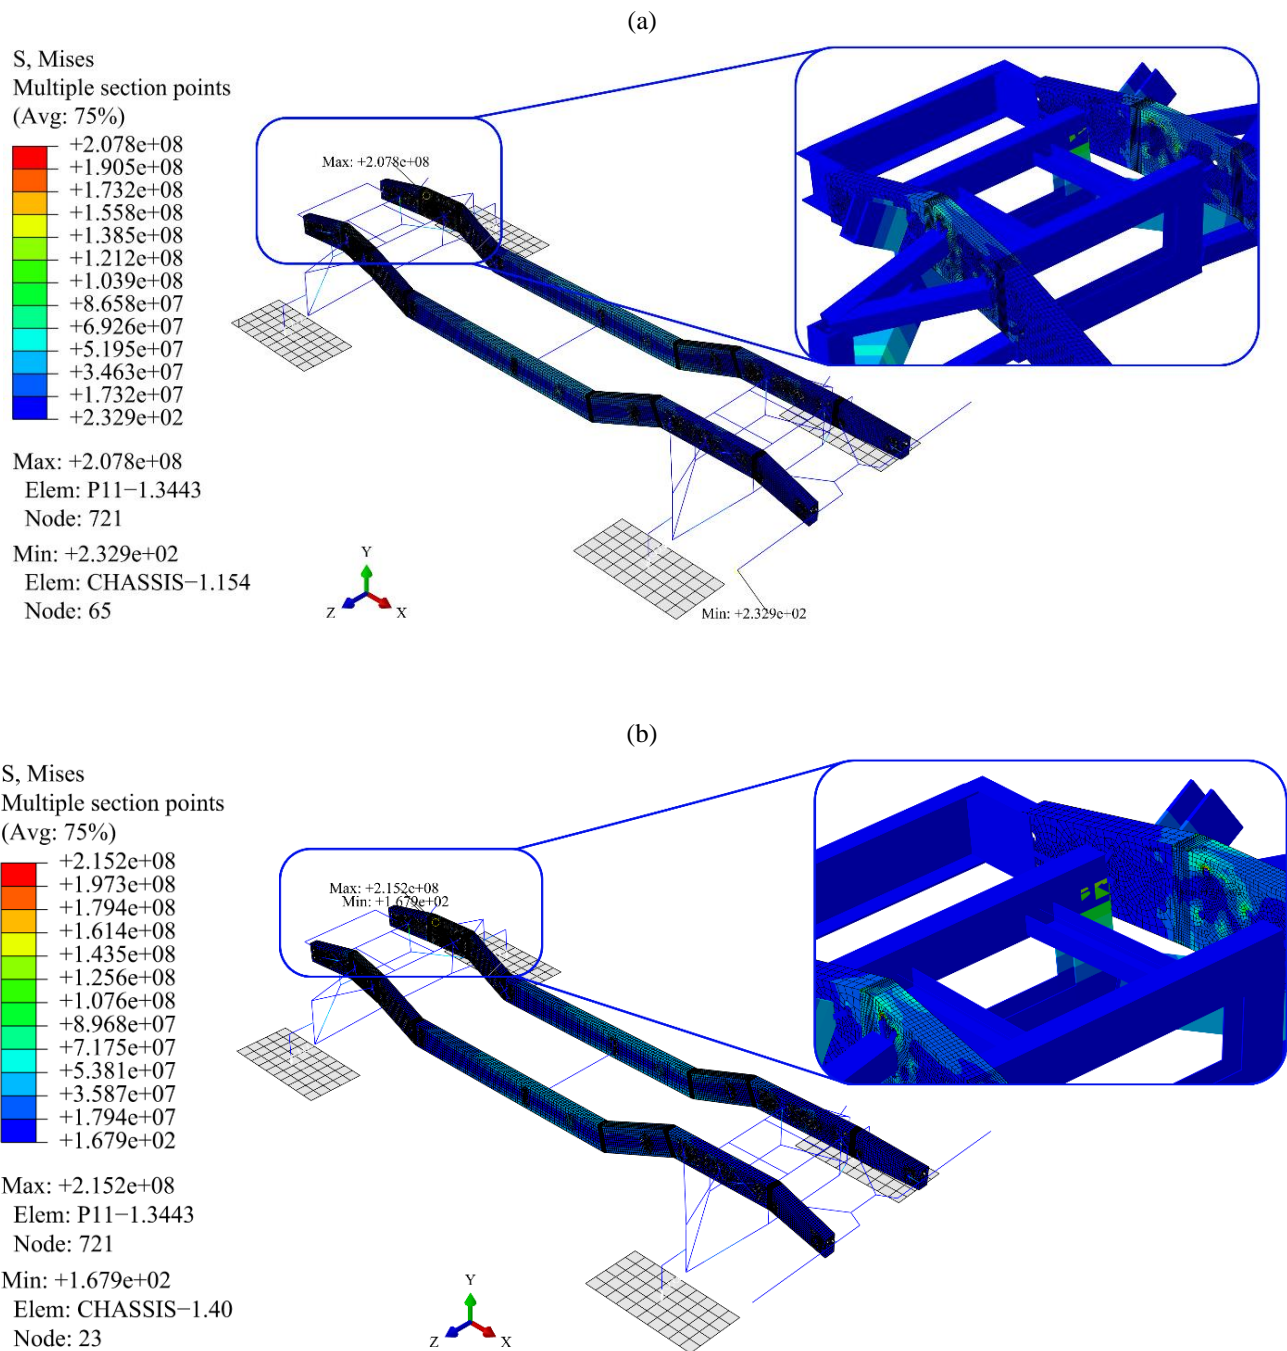 (a)
S, Mises
Multiple section points
(Avg: 75%)
+2.078e+08
+1.905e+08
+1.732e+08
+1.558e+08
+1.385e+08
+1.212e+08
+1.039e+08
+8.658e+07
+6.926e+07
+5.195e+07
+3.463e+07
+1.732e+07
+2.329e+02
Max: +2.078e+08
Elem: P11−1.3443
Node: 721
Min: +2.329e+02
Elem: CHASSIS−1.154
Node: 65
Max: +2.078e+08
Y
Z
X
Min: +2.329e+02
(b)
S, Mises
Multiple section points
(Avg: 75%)
+2.152e+08
+1.973e+08
+1.794e+08
+1.614e+08
+1.435e+08
+1.256e+08
+1.076e+08
+8.968e+07
+7.175e+07
+5.381e+07
+3.587e+07
+1.794e+07
+1.679e+02
Max: +2.152e+08
Elem: P11−1.3443
Node: 721
Min: +1.679e+02
Elem: CHASSIS−1.40
Node: 23
Max: +2.152e+08
Min: +1.679e+02
Y
Z
X